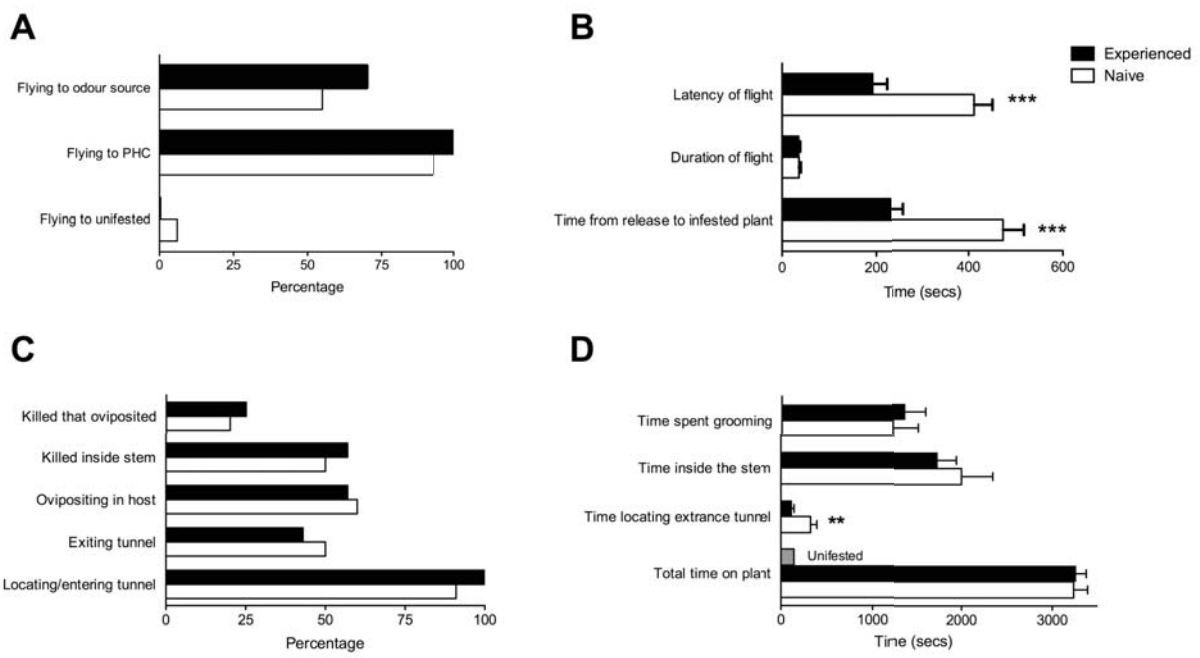 A
Flying to odour source
Flying to PHC
Flying to unifested
0 25 50 75 100
Percentage
B
Experienced
Naive
Latency of flight
***
Duration of flight
Time from release to infested plant
***
0 200 400 600
Time (secs)
C
Killed that oviposited
Killed inside stem
Ovipositing in host
Exiting tunnel
Locating/entering tunnel
0 25 50 75 100
Percentage
D
Time spent grooming
Time inside the stem
Time locating extrance tunnel
**
Unifested
Total time on plant
0 1000 2000 3000
Time (secs)